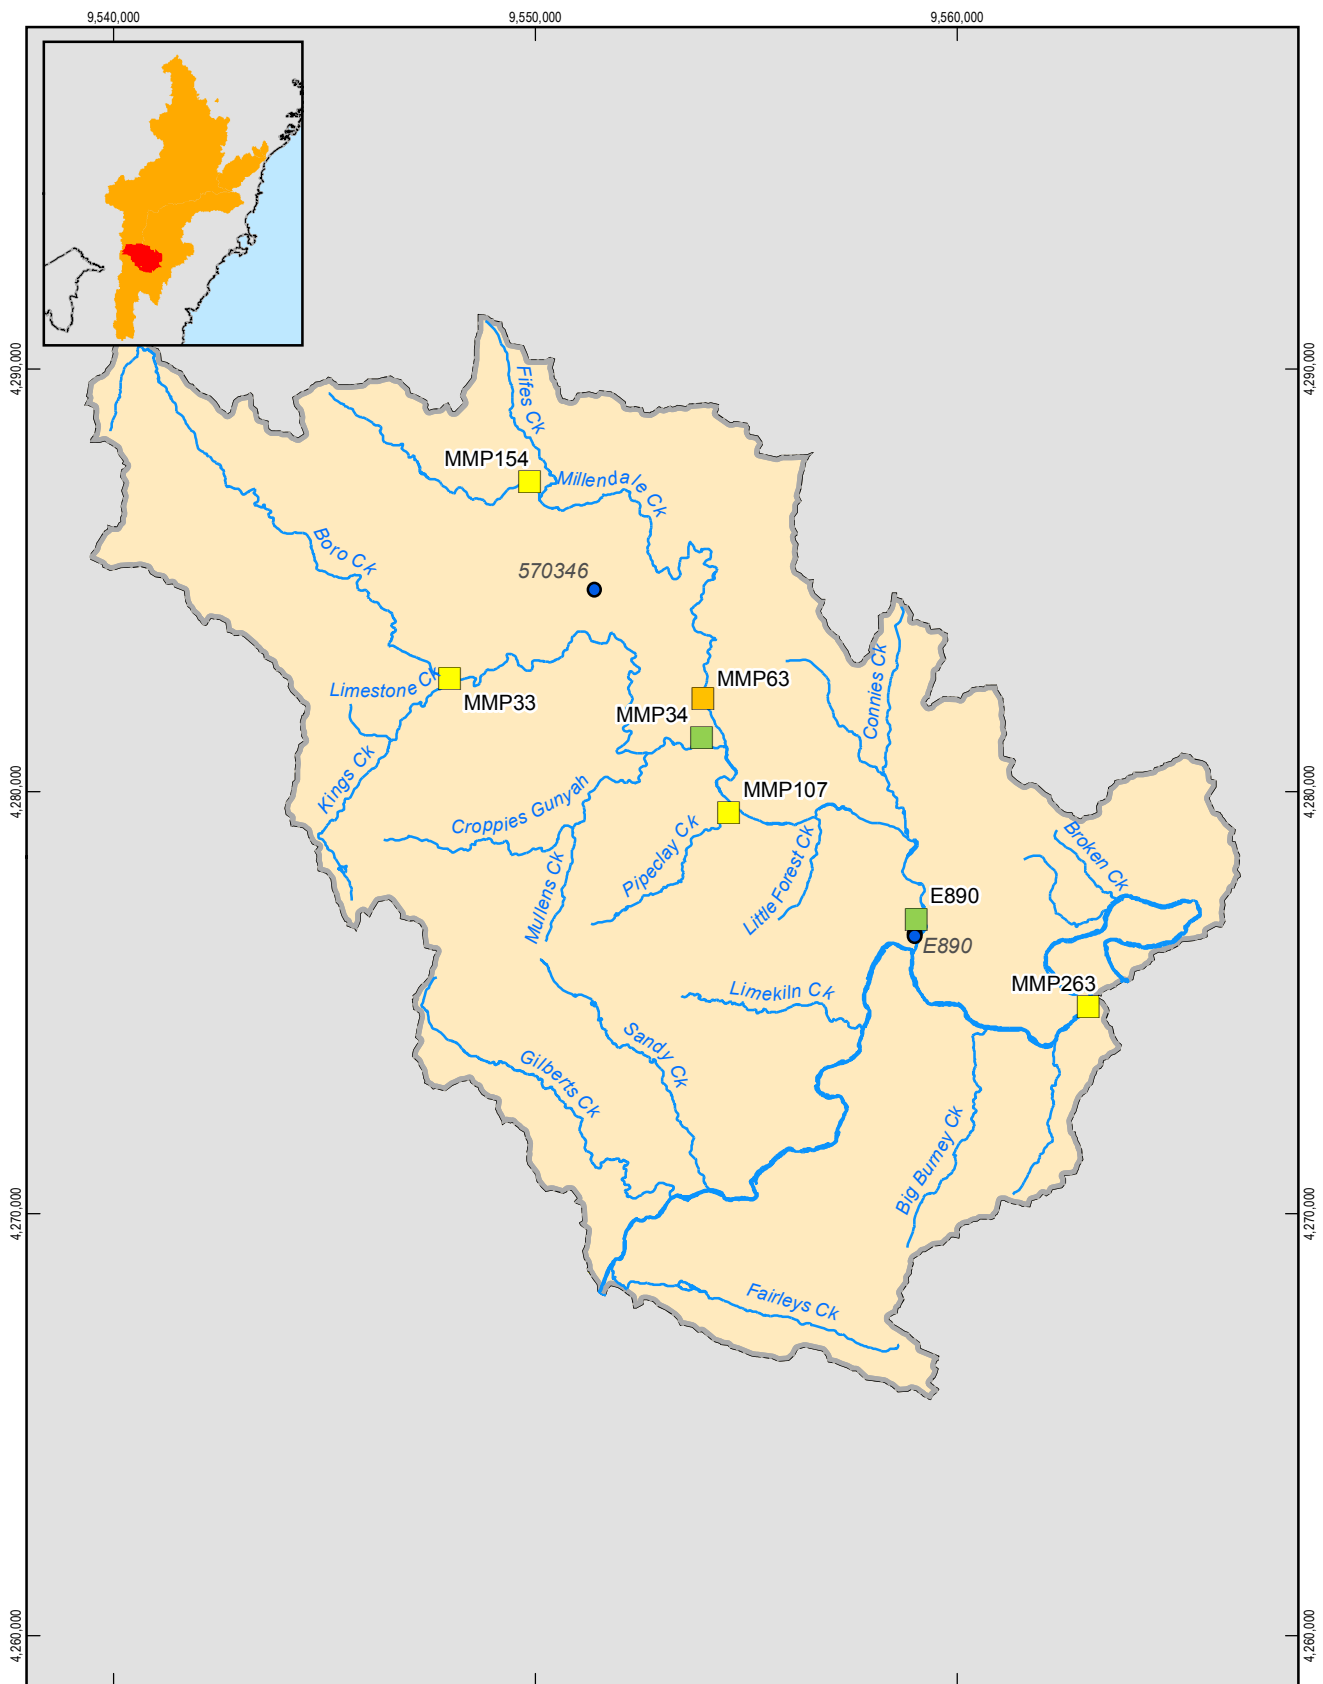 9,540,000
9,550,000
9,560,000
4,290,000
4,290,000
Fifes Ck
MMP154
Millendale Ck
Boro Ck
570346
Connies Ck
Limestone Ck
MMP33
MMP63
MMP34
Kings Ck
4,280,000
4,280,000
Croppies Gunyah
MMP107
Pipeclay Ck
Little Forest Ck
Broken Ck
Mullens Ck
E890
E890
MMP263
Limekiln Ck
Sandy Ck
Gilberts Ck
Big Burney Ck
4,270,000
4,270,000
Fairleys Ck
4,260,000
4,260,000